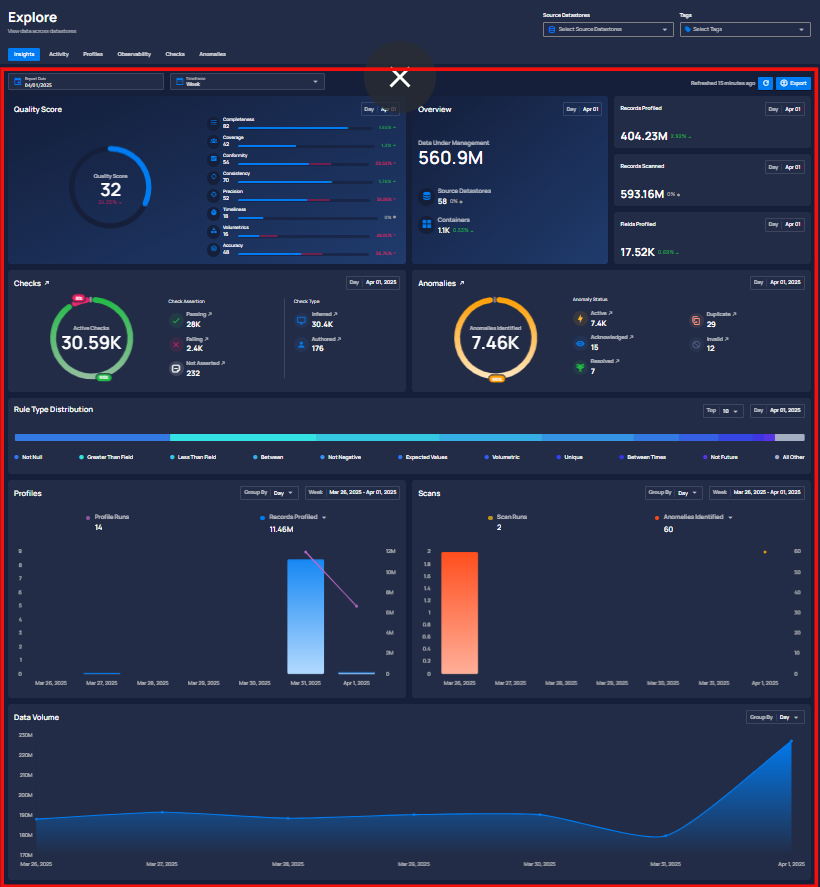 Explore
View data across datastores
Source Datastores
Select Source Datastores
Tags
Select Tags
Insights
Activity
Profiles
Observability
Checks
Anomalies
Report Date
04/01/2025
Timeframe
Week
Refreshed 15 minutes ago
Export
Quality Score
Day
Quality Score
32
Completeness
82
Coverage
42
Conformity
54
Consistency
70
Precision
52
Timeliness
18
0%
Volumetrics
16
Accuracy
48
Overview
Day Apr 01
Data Under Management
560.9M
Source Datastores
58 0%
Containers
1.1K
Records Profiled
Day Apr 01
404.23M
Records Scanned
Day Apr 01
593.16M 0%
Fields Profiled
Day Apr 01
17.52K
Checks
Day Apr 01, 2025
Active Checks
30.59K
Check Assertion
Passing
28K
Failing
2.4K
Not Asserted
232
Check Type
Inferred
30.4K
Authored
176
Anomalies
Day Apr 01, 2025
Anomalies Identified
7.46K
Anomaly Status
Active
7.4K
Acknowledged
15
Resolved
7
Duplicate
29
Invalid
12
Rule Type Distribution
Top 10
Day Apr 01, 2025
Not Null
Greater Than Field
Less Than Field
Between
Not Negative
Expected Values
Volumetric
Unique
Between Times
Not Future
All Other
Profiles
Group By Day
Week Mar 26, 2025 - Apr 01, 2025
Profile Runs
14
Records Profiled
11.46M
9
8
7
6
5
4
3
2
1
0
12M
10M
8M
6M
4M
2M
0
Mar 26, 2025
Mar 27, 2025
Mar 28, 2025
Mar 29, 2025
Mar 30, 2025
Mar 31, 2025
Apr 1, 2025
Scans
Group By Day
Week Mar 26, 2025 - Apr 01, 2025
Scan Runs
2
Anomalies Identified
60
2
1.8
1.6
1.4
1.2
1
0.8
0.6
0.4
0.2
0
60
50
40
30
20
10
0
Mar 26, 2025
Mar 27, 2025
Mar 28, 2025
Mar 29, 2025
Mar 30, 2025
Mar 31, 2025
Apr 1, 2025
Data Volume
Group By Day
230M
220M
210M
200M
190M
180M
170M
Mar 26, 2025
Mar 27, 2025
Mar 28, 2025
Mar 29, 2025
Mar 30, 2025
Mar 31, 2025
Apr 1, 2025